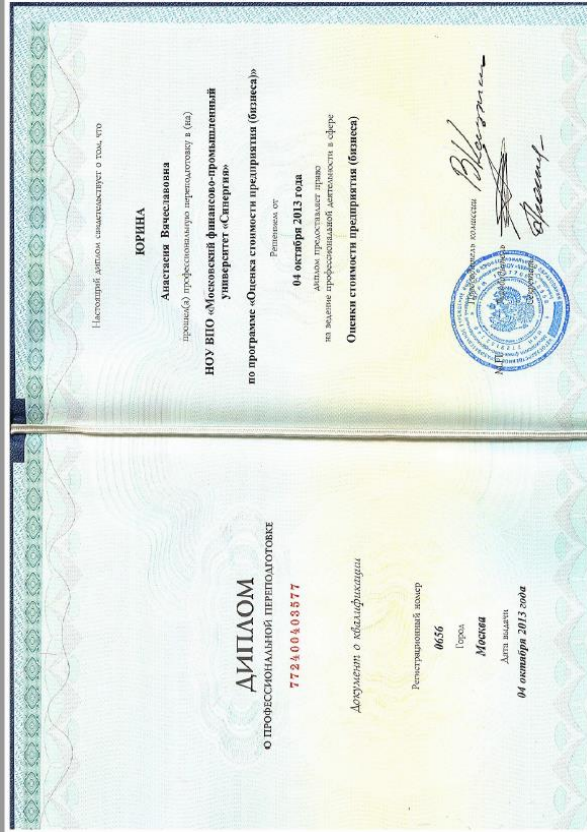 ДИПЛОМ
О ПРОФЕССИОНАЛЬНОЙ ПЕРЕПОДГОТОВКЕ
772400403577
Документ о квалификации
Регистрационный номер
0656
Город
Москва
Дата выдачи
04 октября 2013 года
Настоящий диплом свидетельствует о том, что
ЮРИНА
Анастасия Вячеславовна
прошел(а) профессиональную переподготовку в (на)
НОУ ВПО «Московский финансово-промышленный
университет «Синергия»
по программе «Оценка стоимости предприятия (бизнеса)»
Решением от
04 октября 2013 года
диплом предоставляет право
на ведение профессиональной деятельности в сфере
Оценки стоимости предприятия (бизнеса)
Председатель комиссии